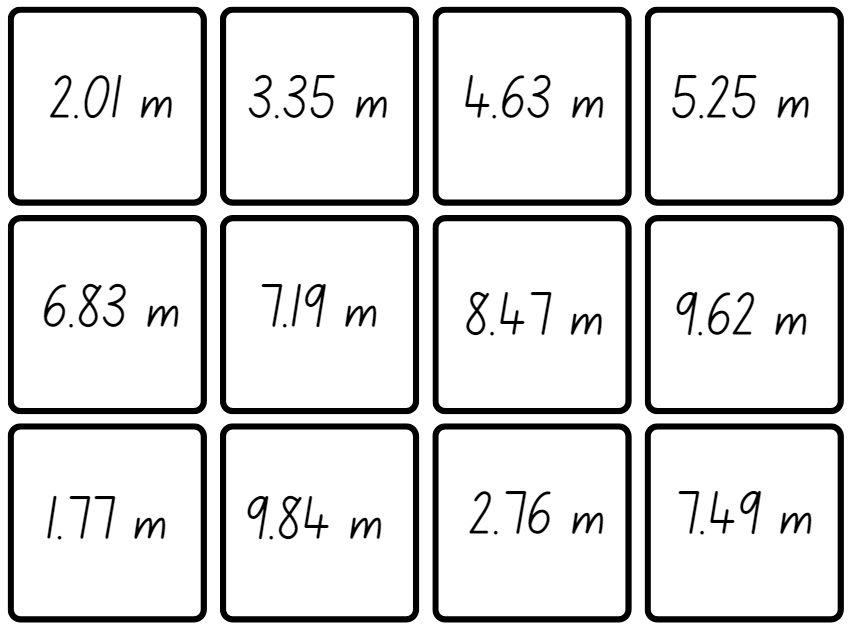 2.01 m
3.35 m
4.63 m
5.25 m
6.83 m
7.19 m
8.47 m
9.62 m
1.77 m
9.84 m
2.76 m
7.49 m